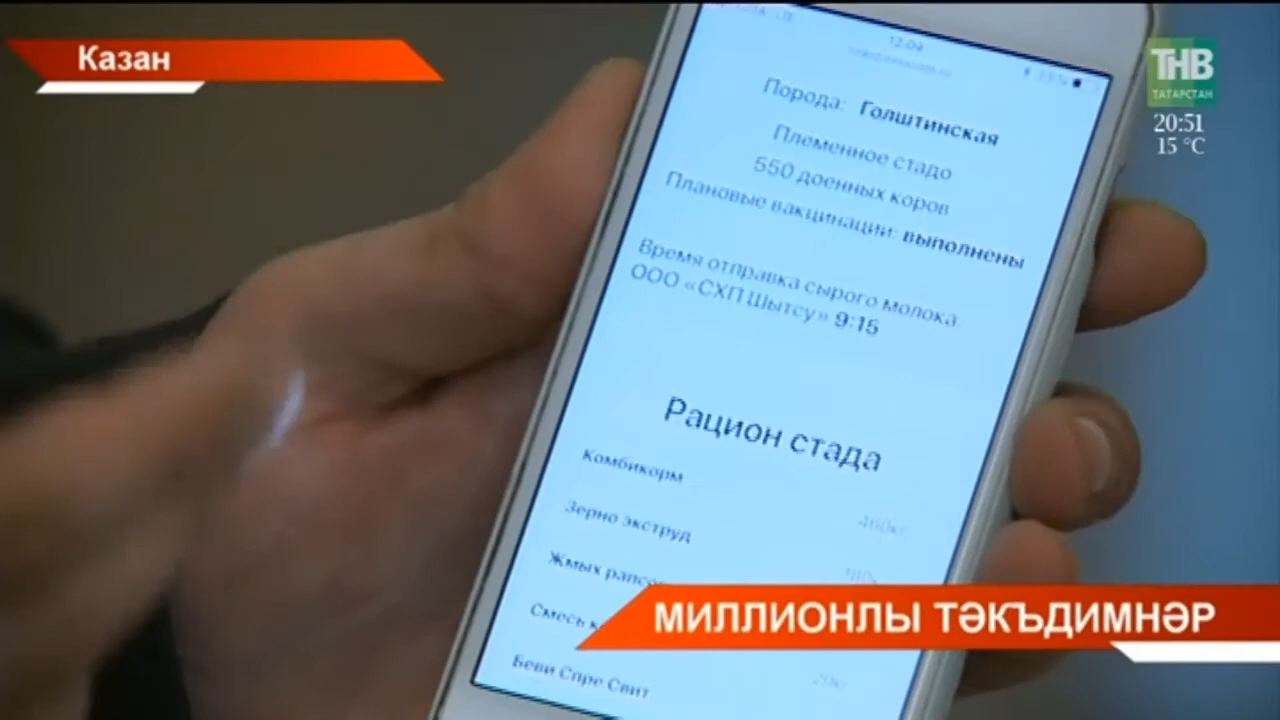 Казан
ТНВ
ТАТАРСТАН
20:51
15 °C
12:04
Порода: Голштинская
Племенное стадо
550 доенных коров
Плановые вакцинации: выполнены
Время отправка сырого молока:
ООО «СХП Шытсу» 9:15
Рацион стада
Комбикорм 460кг
Зерно экструд
Жмых
Смесь
Беви Спре Свит 20кг
МИЛЛИОНЛЫ ТӘКЪДИМНӘР